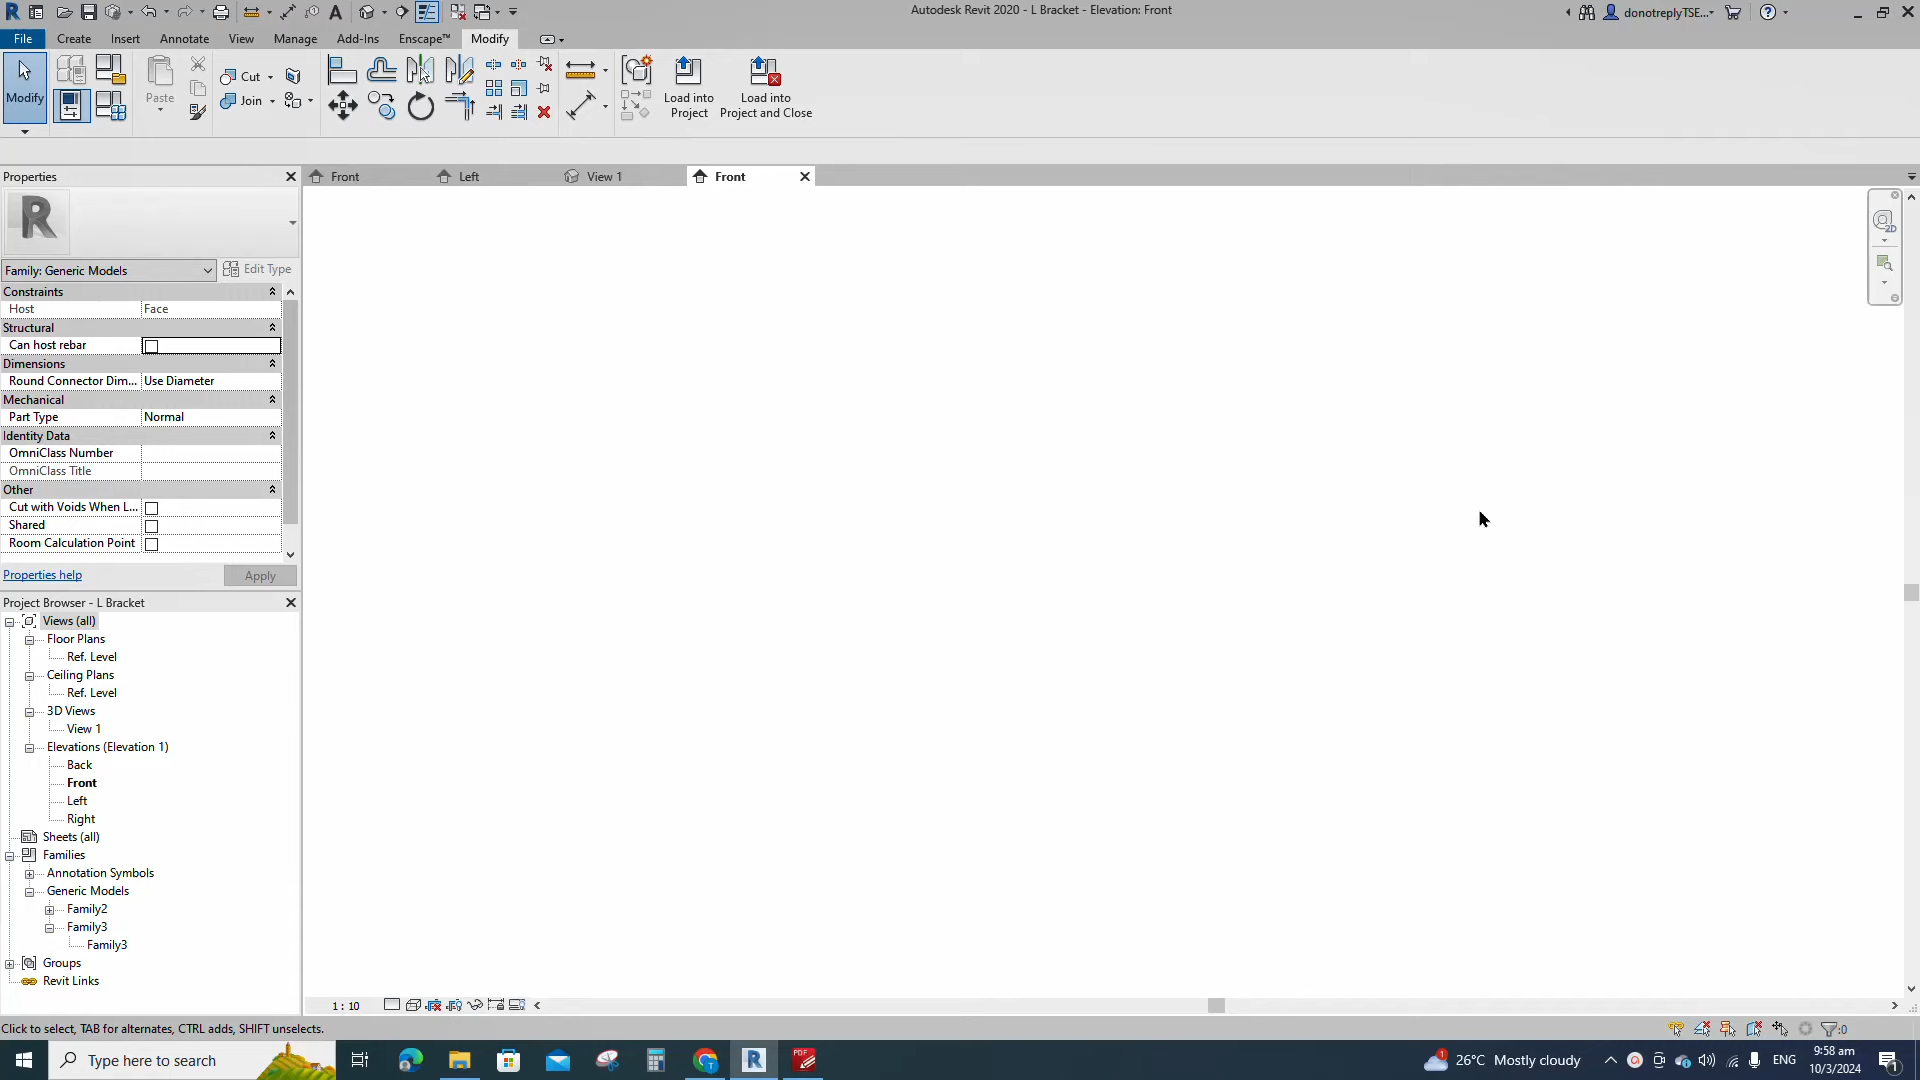 Autodesk Revit 2020 - L Bracket - Elevation: Front
donotreplyTSE...
File Create Insert Annotate View Manage Add-Ins Enscape™ Modify
Modify
Paste
Cut
Join
Load into Project
Load into Project and Close
Properties
Front Left View 1 Front
R
2D
Family: Generic Models
Edit Type
Constraints
Host Face
Structural
Can host rebar
Dimensions
Round Connector Dim... Use Diameter
Mechanical
Part Type Normal
Identity Data
OmniClass Number
OmniClass Title
Other
Cut with Voids When L...
Shared
Room Calculation Point
Properties help
Apply
Project Browser - L Bracket
Views (all)
Floor Plans
Ref. Level
Ceiling Plans
Ref. Level
3D Views
View 1
Elevations (Elevation 1)
Back
Front
Left
Right
Sheets (all)
Families
Annotation Symbols
Generic Models
Family2
Family3
Family3
Groups
Revit Links
1 : 10
Click to select, TAB for alternates, CTRL adds, SHIFT unselects.
:0
Type here to search
PDF
R
1
26°C Mostly cloudy
ENG
9:58 am
10/3/2024
1